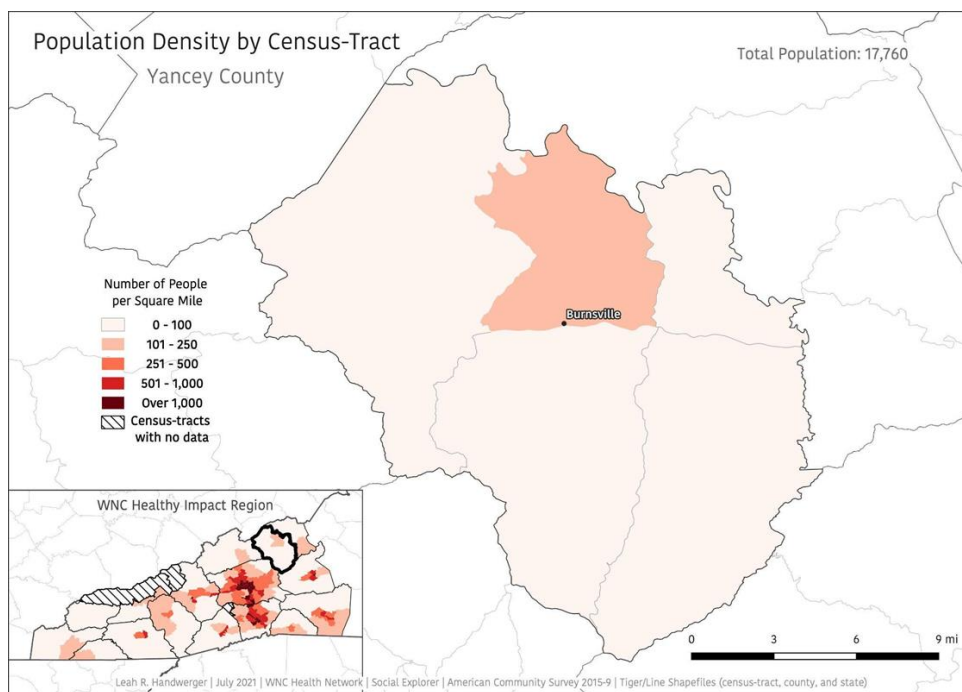 Population Density by Census-Tract
Yancey County
Total Population: 17,760
Burnsville
Number of People
per Square Mile
0 - 100
101 - 250
251 - 500
501 - 1,000
Over 1,000
Census-tracts
with no data
WNC Healthy Impact Region
0 3 6 9 mi
Leah R. Handwerger | July 2021 | WNC Health Network | Social Explorer | American Community Survey 2015-9 | Tiger/Line Shapefiles (census-tract, county, and state)